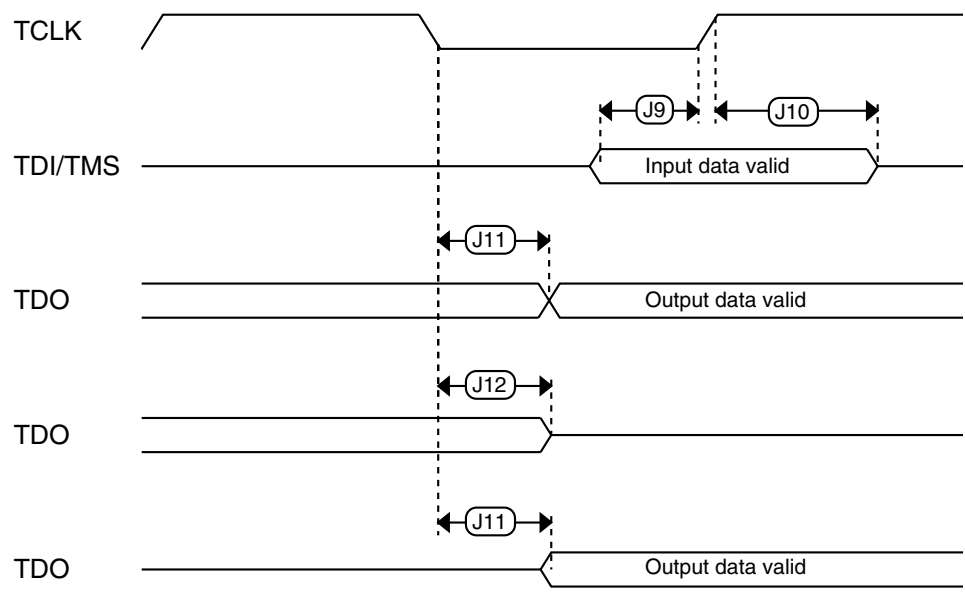 TCLK
J9
J10
TDI/TMS
Input data valid
J11
TDO
Output data valid
J12
TDO
J11
TDO
Output data valid